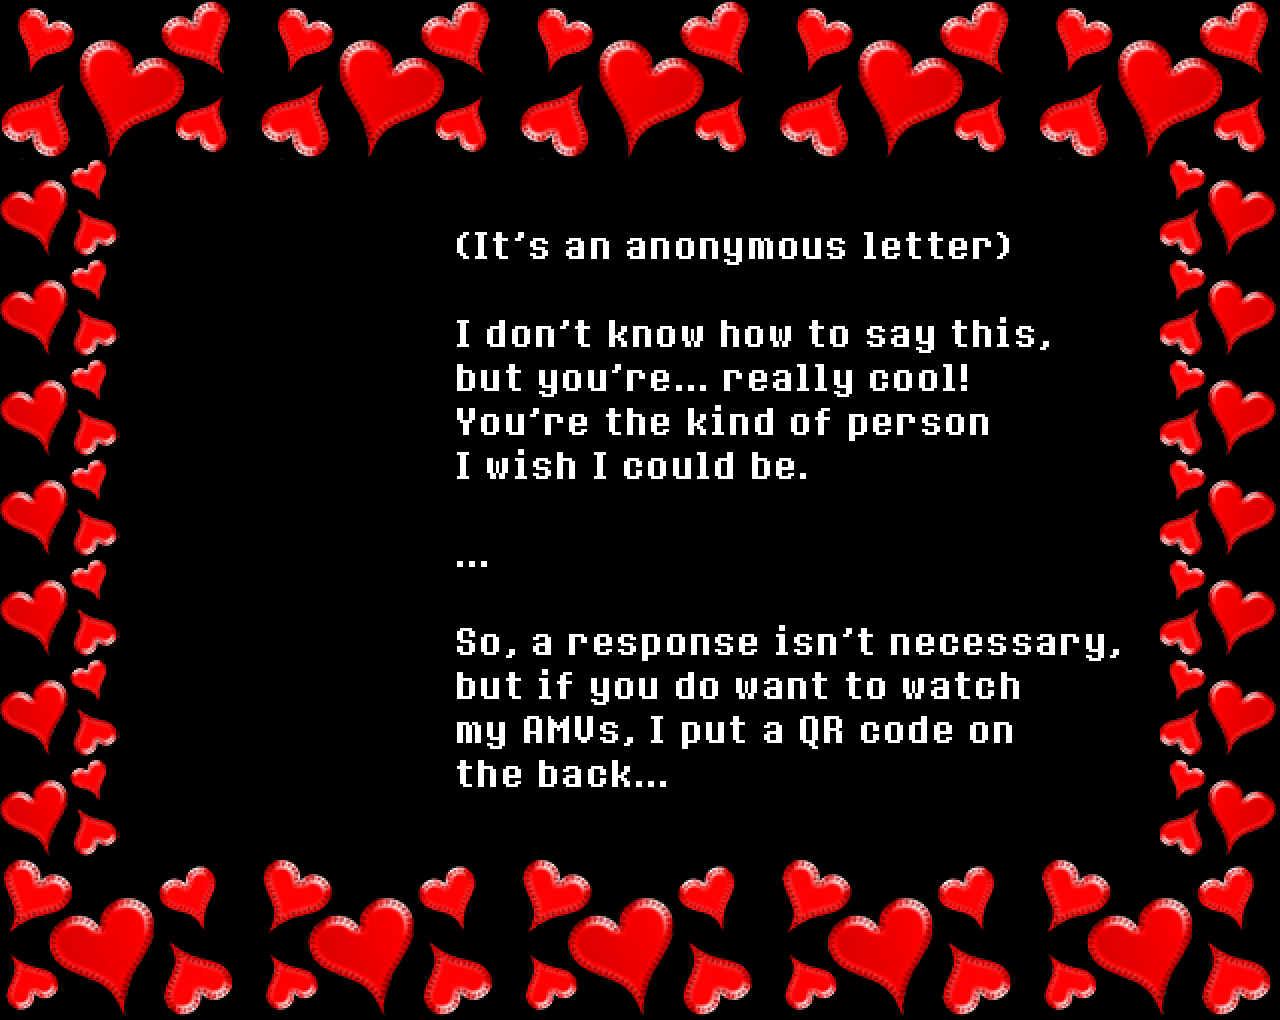 (It's an anonymous letter)
I don't know how to say this,
but you're... really cool!
You're the kind of person
I wish I could be.
...
So, a response isn't necessary,
but if you do want to watch
my AMVs, I put a QR code on
the back...